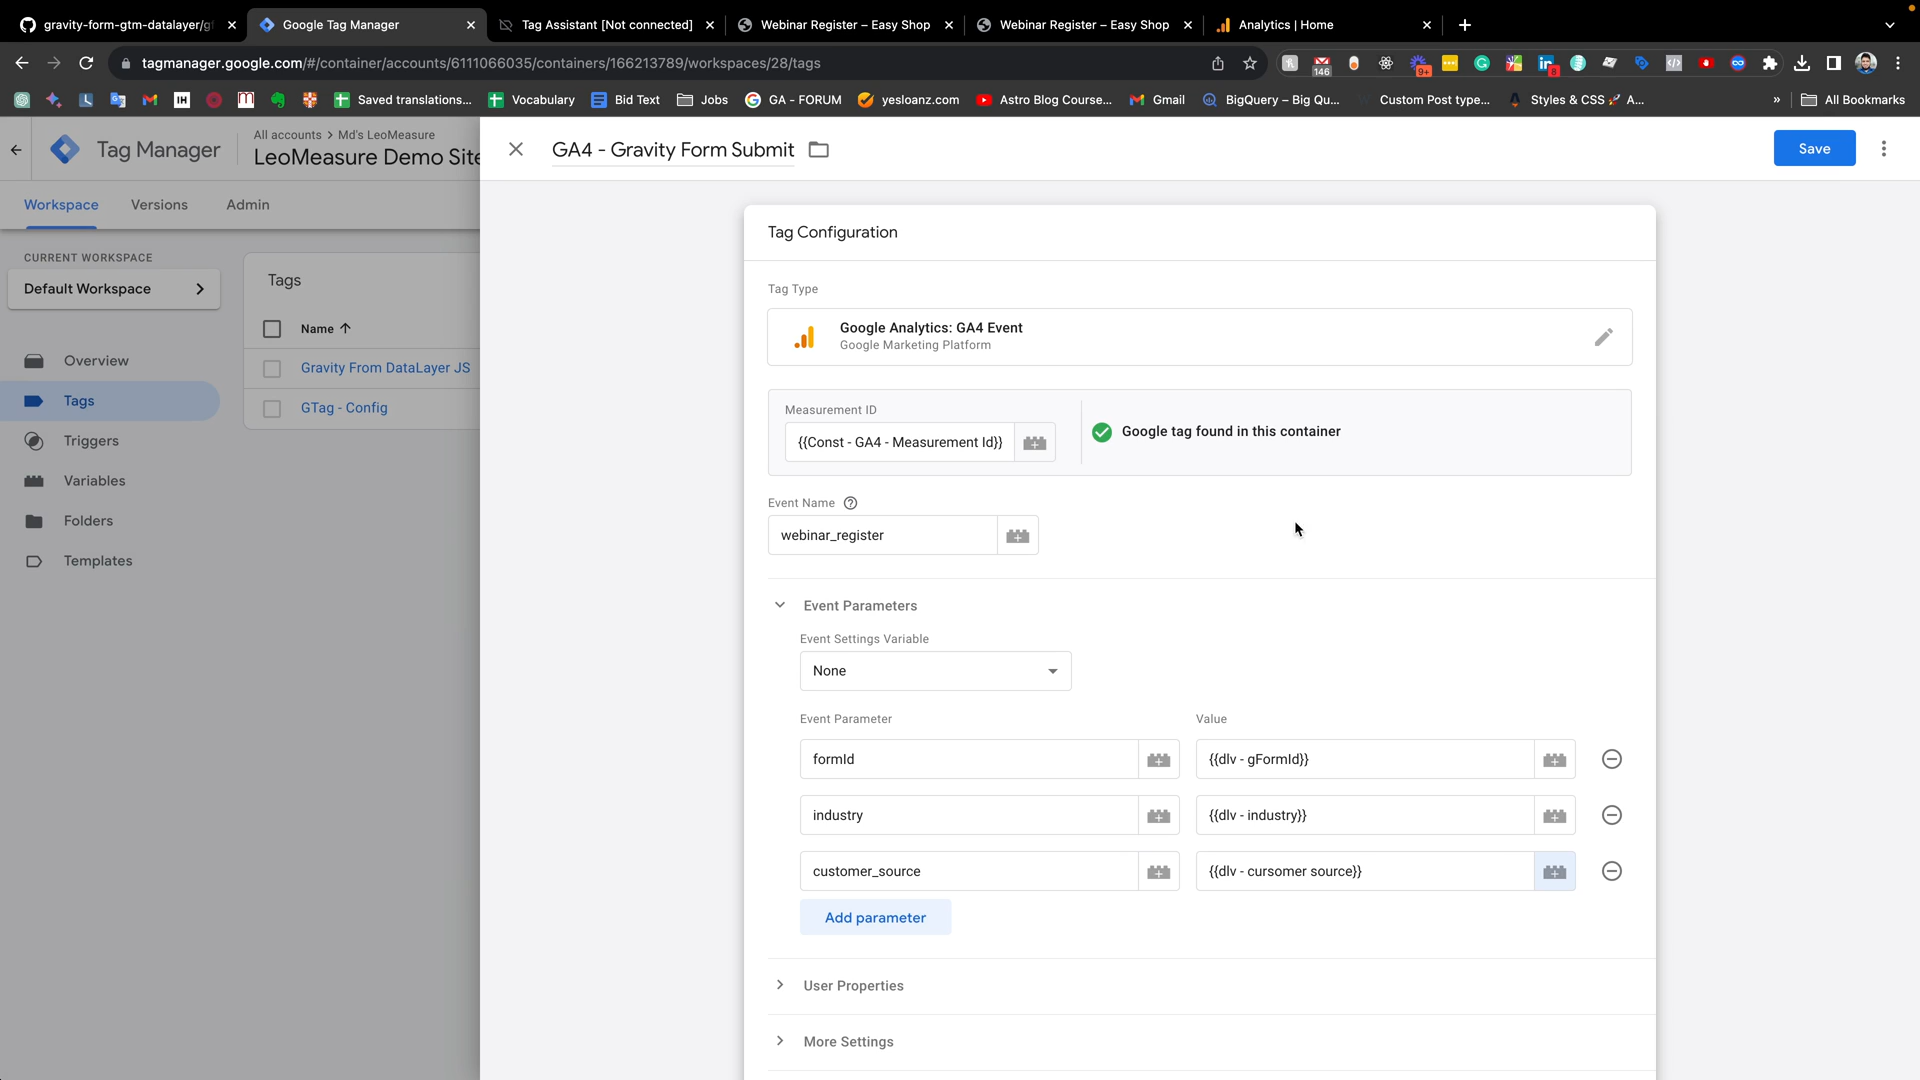 gravity-form-gtm-datalayer/g
Google Tag Manager
Tag Assistant [Not connected]
Webinar Register – Easy Shop
Webinar Register – Easy Shop
Analytics | Home
tagmanager.google.com/#/container/accounts/6111066035/containers/166213789/workspaces/28/tags
146
9+
8
IH
Saved translations...
Vocabulary
Bid Text
Jobs
GA - FORUM
yesloanz.com
Astro Blog Course...
Gmail
BigQuery – Big Qu...
Custom Post type...
Styles & CSS 🚀 A...
»
All Bookmarks
Tag Manager
All accounts > Md's LeoMeasure
LeoMeasure Demo Site
GA4 - Gravity Form Submit
Save
Workspace
Versions
Admin
CURRENT WORKSPACE
Default Workspace
Overview
Tags
Triggers
Variables
Folders
Templates
Tags
Name
Gravity From DataLayer JS
GTag - Config
Tag Configuration
Tag Type
Google Analytics: GA4 Event
Google Marketing Platform
Measurement ID
{{Const - GA4 - Measurement Id}}
Google tag found in this container
Event Name
webinar_register
Event Parameters
Event Settings Variable
None
Event Parameter
Value
formId
{{dlv - gFormId}}
industry
{{dlv - industry}}
customer_source
{{dlv - cursomer source}}
Add parameter
User Properties
More Settings